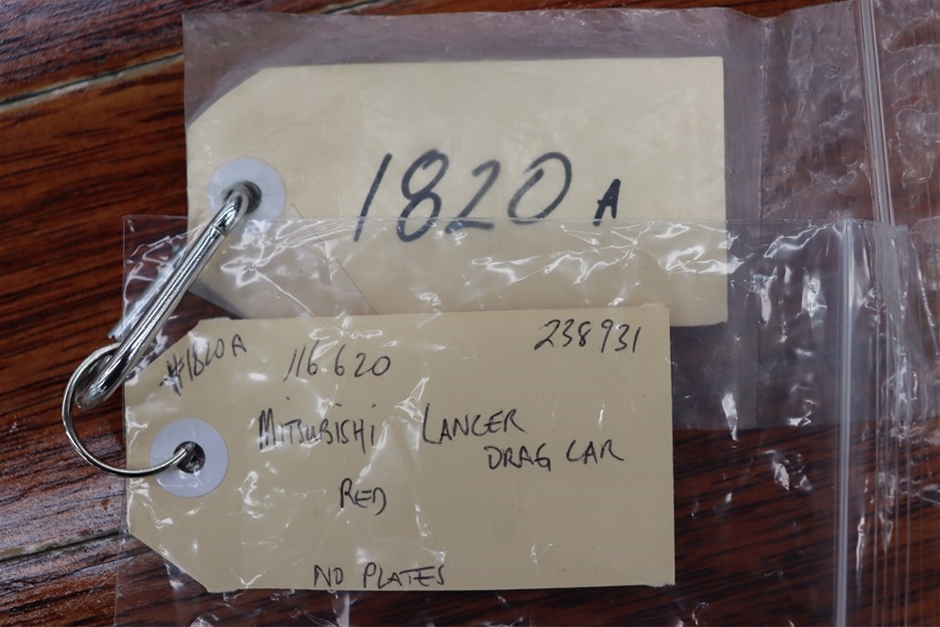 1820 A
#1820A 116.620 238931
MITSUBISHI LANCER
DRAG CAR
RED
NO PLATES